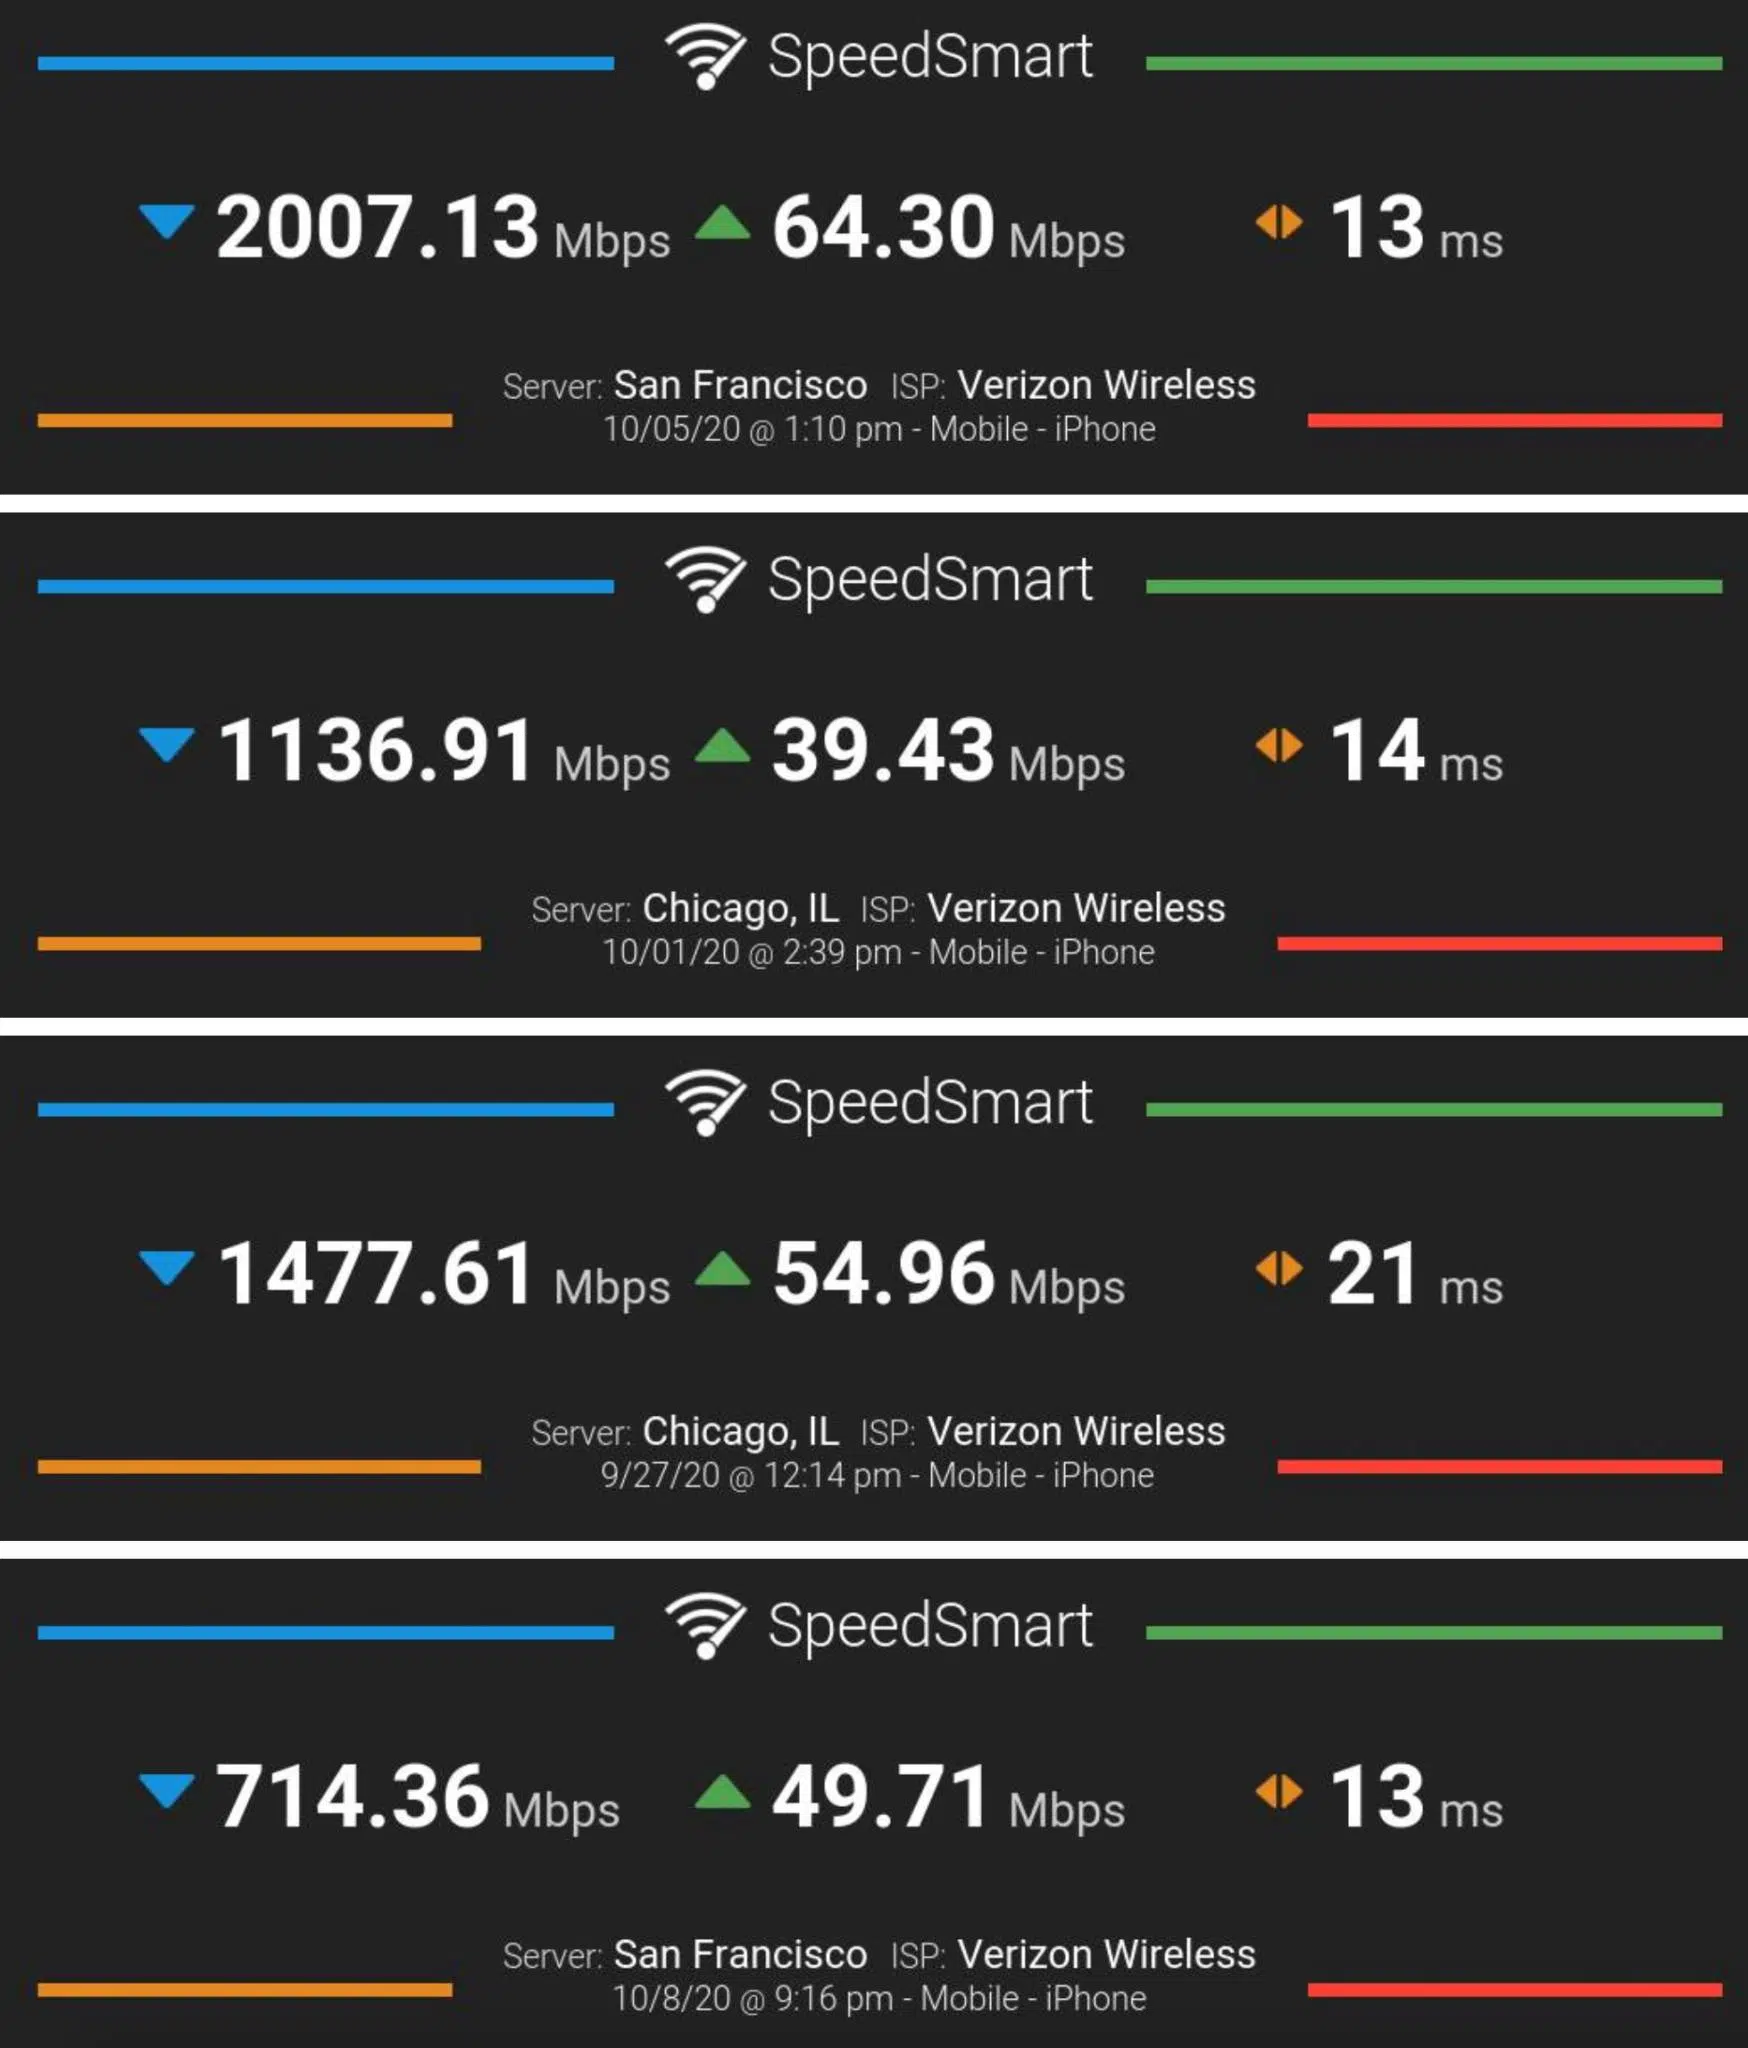 SpeedSmart
2007.13 Mbps 64.30 Mbps 13 ms
Server: San Francisco ISP: Verizon Wireless
10/05/20 @ 1:10 pm - Mobile - iPhone
SpeedSmart
1136.91 Mbps 39.43 Mbps 14 ms
Server: Chicago, IL ISP: Verizon Wireless
10/01/20 @ 2:39 pm - Mobile - iPhone
SpeedSmart
1477.61 Mbps 54.96 Mbps 21 ms
Server: Chicago, IL ISP: Verizon Wireless
9/27/20 @ 12:14 pm - Mobile - iPhone
SpeedSmart
714.36 Mbps 49.71 Mbps 13 ms
Server: San Francisco ISP: Verizon Wireless
10/8/20 @ 9:16 pm - Mobile - iPhone